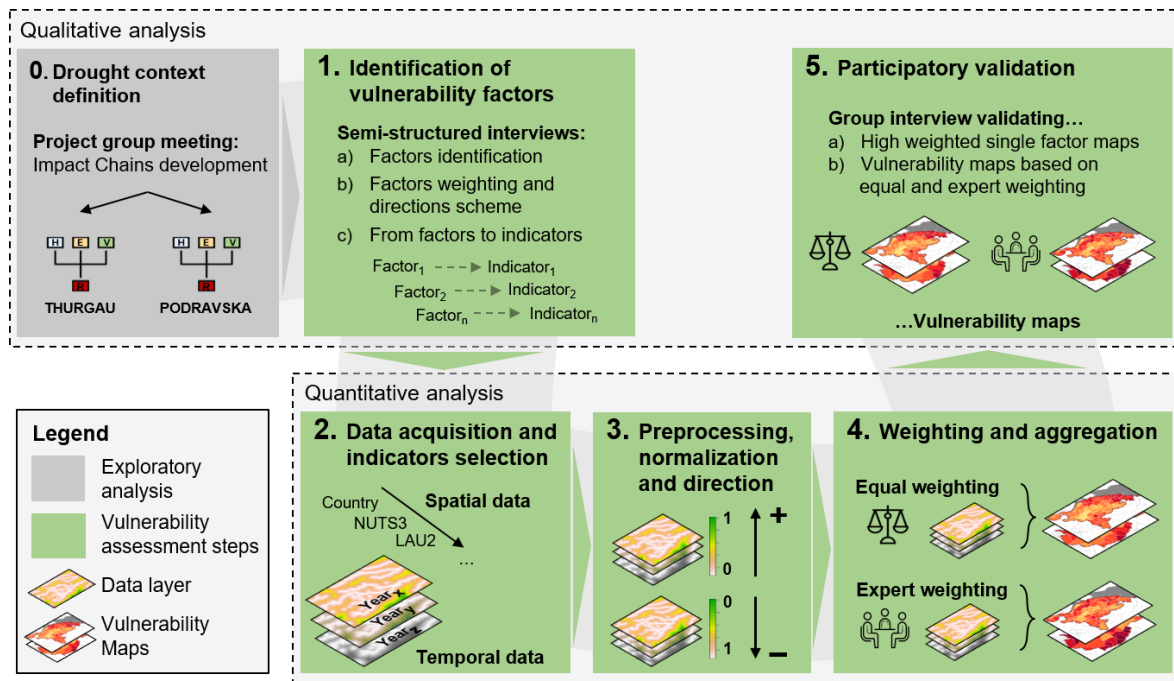 Qualitative analysis
0. Drought context
definition
Project group meeting:
Impact Chains development
H E V H E V
R R
THURGAU PODRAVSKA
1. Identification of
vulnerability factors
Semi-structured interviews:
a) Factors identification
b) Factors weighting and
directions scheme
c) From factors to indicators
Factor1 Indicator1
Factor2 Indicator2
Factorn Indicatorn
5. Participatory validation
Group interview validating…
a) High weighted single factor maps
b) Vulnerability maps based on
equal and expert weighting
…Vulnerability maps
Quantitative analysis
2. Data acquisition and
indicators selection
Country
NUTS3
LAU2
…
Spatial data
Year x
Year y
Year z
Temporal data
3. Preprocessing,
normalization
and direction
1
0
+
0
1
−
4. Weighting and aggregation
Equal weighting
Expert weighting
Legend
Exploratory
analysis
Vulnerability
assessment steps
Data layer
Vulnerability
Maps